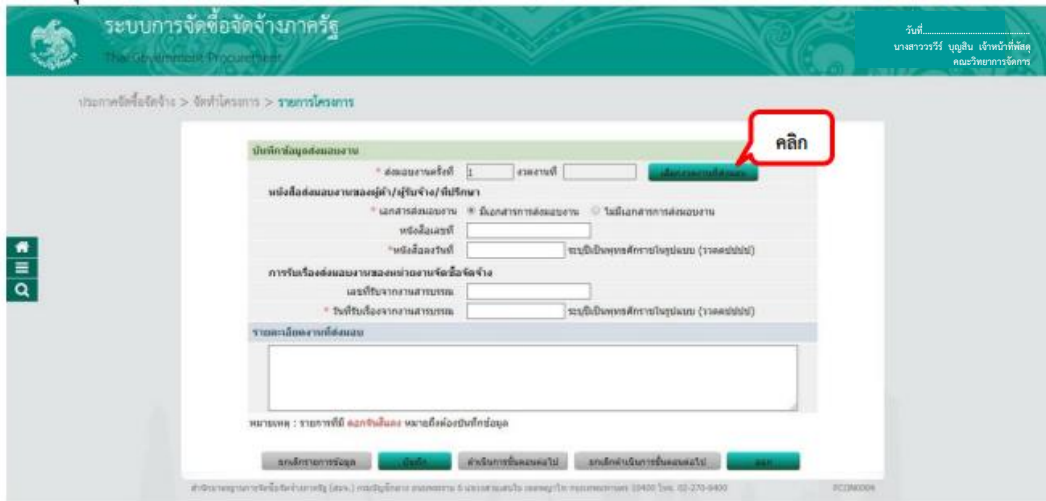 ระบบการจัดซื้อจัดจ้างภาครัฐ
Thai Government Procurement
วันที่
นางสาววรวีร์ บุญสิน เจ้าหน้าที่พัสดุ
คณะวิทยาการจัดการ
ประกาศจัดซื้อจัดจ้าง > จัดทำโครงการ > รายการโครงการ
คลิก
บันทึกข้อมูลส่งมอบงาน
* ส่งมอบงานครั้งที่ 1 งวดงานที่ เลือกงวดงานที่ส่งมอบ
หนังสือส่งมอบงานของผู้ค้า/ผู้รับจ้าง/ที่ปรึกษา
* เอกสารส่งมอบงาน มีเอกสารการส่งมอบงาน ไม่มีเอกสารการส่งมอบงาน
หนังสือเลขที่
*หนังสือลงวันที่ ระบุปีเป็นพุทธศักราชในรูปแบบ (ววดดปปปป)
การรับเรื่องส่งมอบงานของหน่วยงานจัดซื้อจัดจ้าง
เลขที่รับจากงานสารบรรณ
* วันที่รับเรื่องจากงานสารบรรณ ระบุปีเป็นพุทธศักราชในรูปแบบ (ววดดปปปป)
รายละเอียดงานที่ส่งมอบ
หมายเหตุ : รายการที่มี ดอกจันสีแดง หมายถึงต้องบันทึกข้อมูล
ยกเลิกรายการข้อมูล บันทึก ดำเนินการขั้นตอนต่อไป ยกเลิกดำเนินการขั้นตอนต่อไป ออก
10400 โทร. 02-270-6400